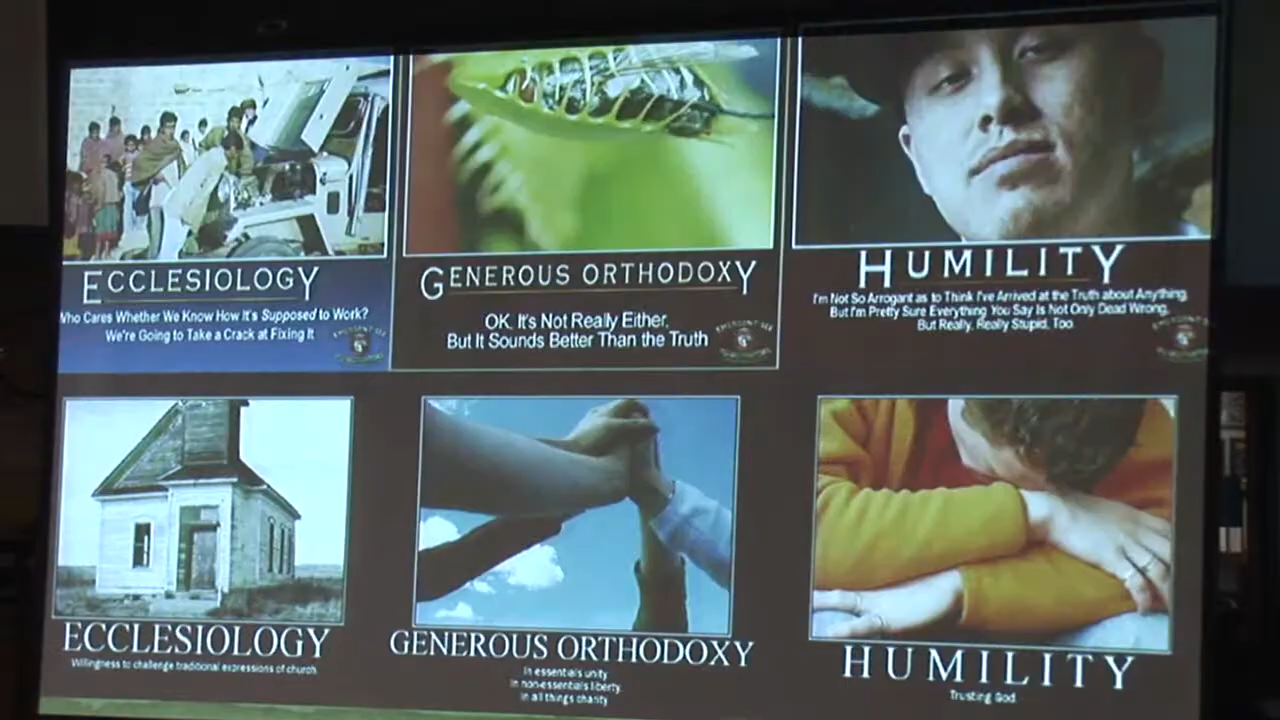 ECCLESIOLOGY
Who Cares Whether We Know How It's Supposed to Work?
We're Going to Take a Crack at Fixing It
GENEROUS ORTHODOXY
OK, It's Not Really Either,
But It Sounds Better Than the Truth
HUMILITY
I'm Not So Arrogant as to Think I've Arrived at the Truth about Anything,
But I'm Pretty Sure Everything You Say Is Not Only Dead Wrong,
But Really, Really Stupid, Too.
ECCLESIOLOGY
Willingness to challenge traditional expressions of church.
GENEROUS ORTHODOXY
In essentials unity.
In non-essentials liberty.
In all things charity.
HUMILITY
Trusting God.